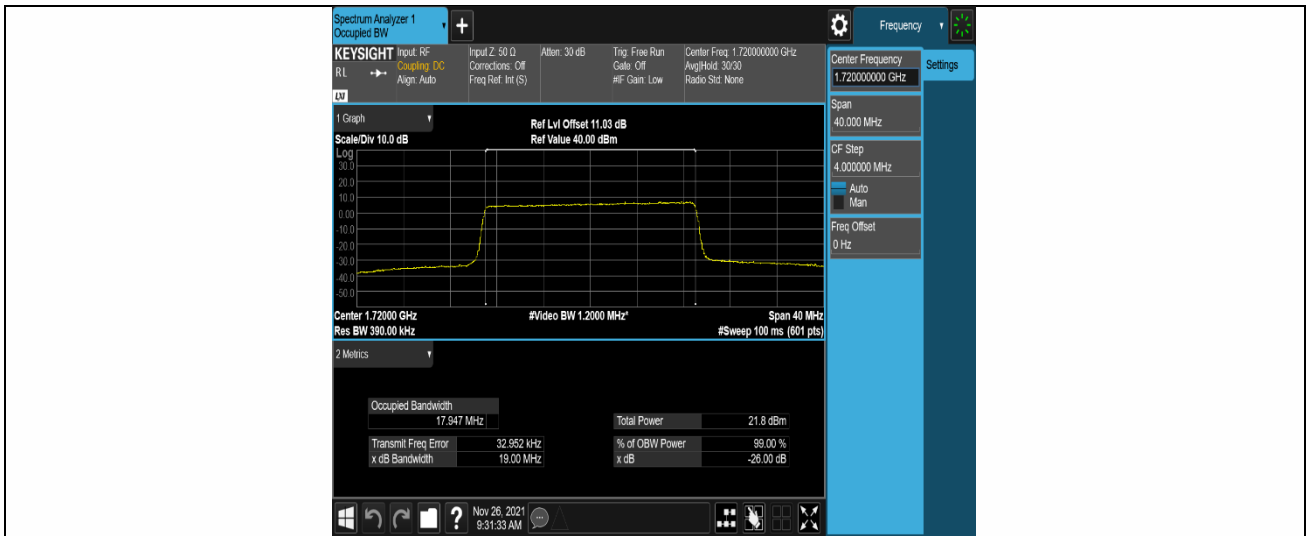 Spectrum Analyzer 1
Occupied BW
+
Frequency
KEYSIGHT
RL
LXI
Input: RF
Coupling: DC
Align: Auto
Input Z: 50 Ω
Corrections: Off
Freq Ref: Int (S)
Atten: 30 dB
Trig: Free Run
Gate: Off
#IF Gain: Low
Center Freq: 1.720000000 GHz
Avg|Hold: 30/30
Radio Std: None
Center Frequency
1.720000000 GHz
Settings
Span
40.000 MHz
CF Step
4.000000 MHz
Auto
Man
Freq Offset
0 Hz
1 Graph
Scale/Div 10.0 dB
Ref Lvl Offset 11.03 dB
Ref Value 40.00 dBm
Log
30.0
20.0
10.0
0.00
-10.0
-20.0
-30.0
-40.0
-50.0
Center 1.72000 GHz
#Video BW 1.2000 MHz*
Span 40 MHz
Res BW 390.00 kHz
#Sweep 100 ms (601 pts)
2 Metrics
Occupied Bandwidth
17.947 MHz
Total Power 21.8 dBm
Transmit Freq Error 32.952 kHz
% of OBW Power 99.00 %
x dB Bandwidth 19.00 MHz
x dB -26.00 dB
?
Nov 26, 2021
9:31:33 AM